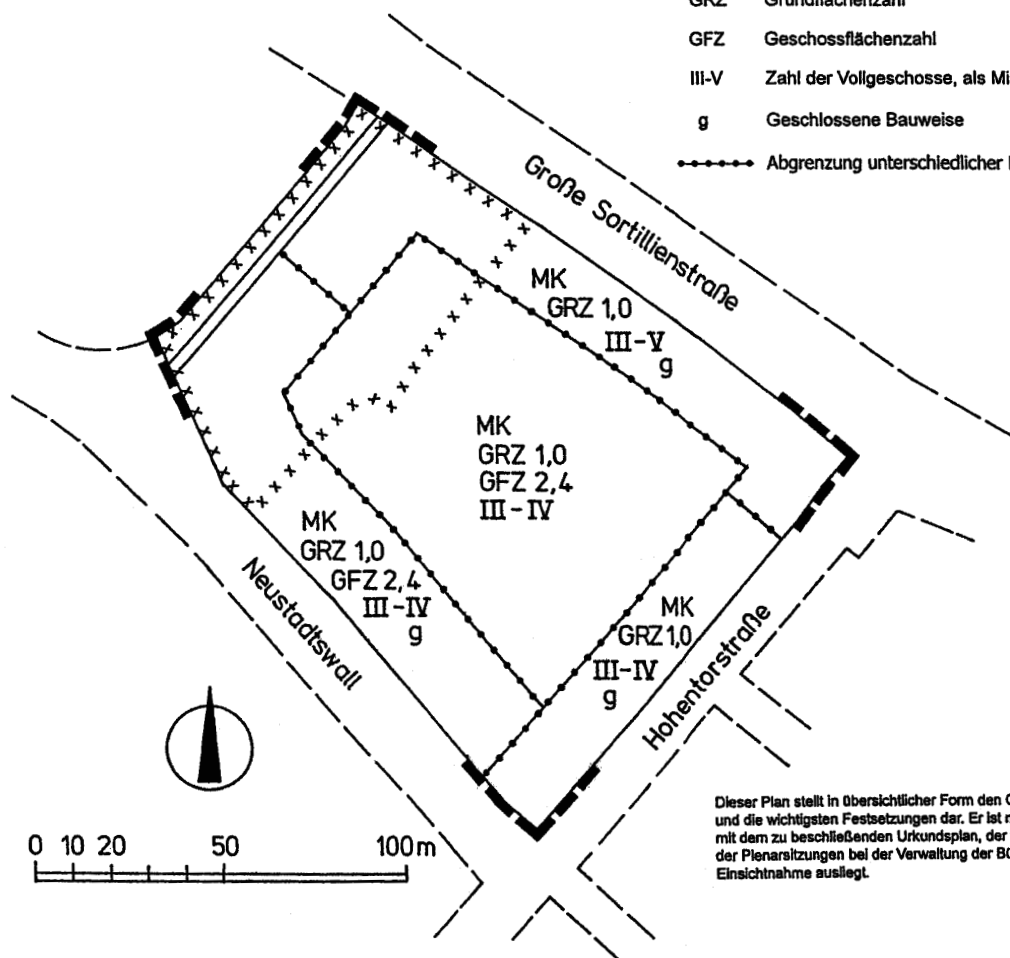 GRZ Grundflächenzahl
GFZ Geschossflächenzahl
III-V Zahl der Vollgeschosse, als
g Geschlossene Bauweise
Abgrenzung unterschiedlicher
Große Sortillienstraße
MK
GRZ 1,0
III-V
g
MK
GRZ 1,0
GFZ 2,4
III-IV
MK
GRZ 1,0
GFZ 2,4
III-IV
g
MK
GRZ 1,0
III-IV
g
Neustadtswall
Hohentorstraße
0 10 20 50 100m
Dieser Plan stellt in übersichtlicher Form den
und die wichtigsten Festsetzungen dar. Er ist
mit dem zu beschließenden Urkundsplan, der
der Plenarsitzungen bei der Verwaltung der
Einsichtnahme ausliegt.